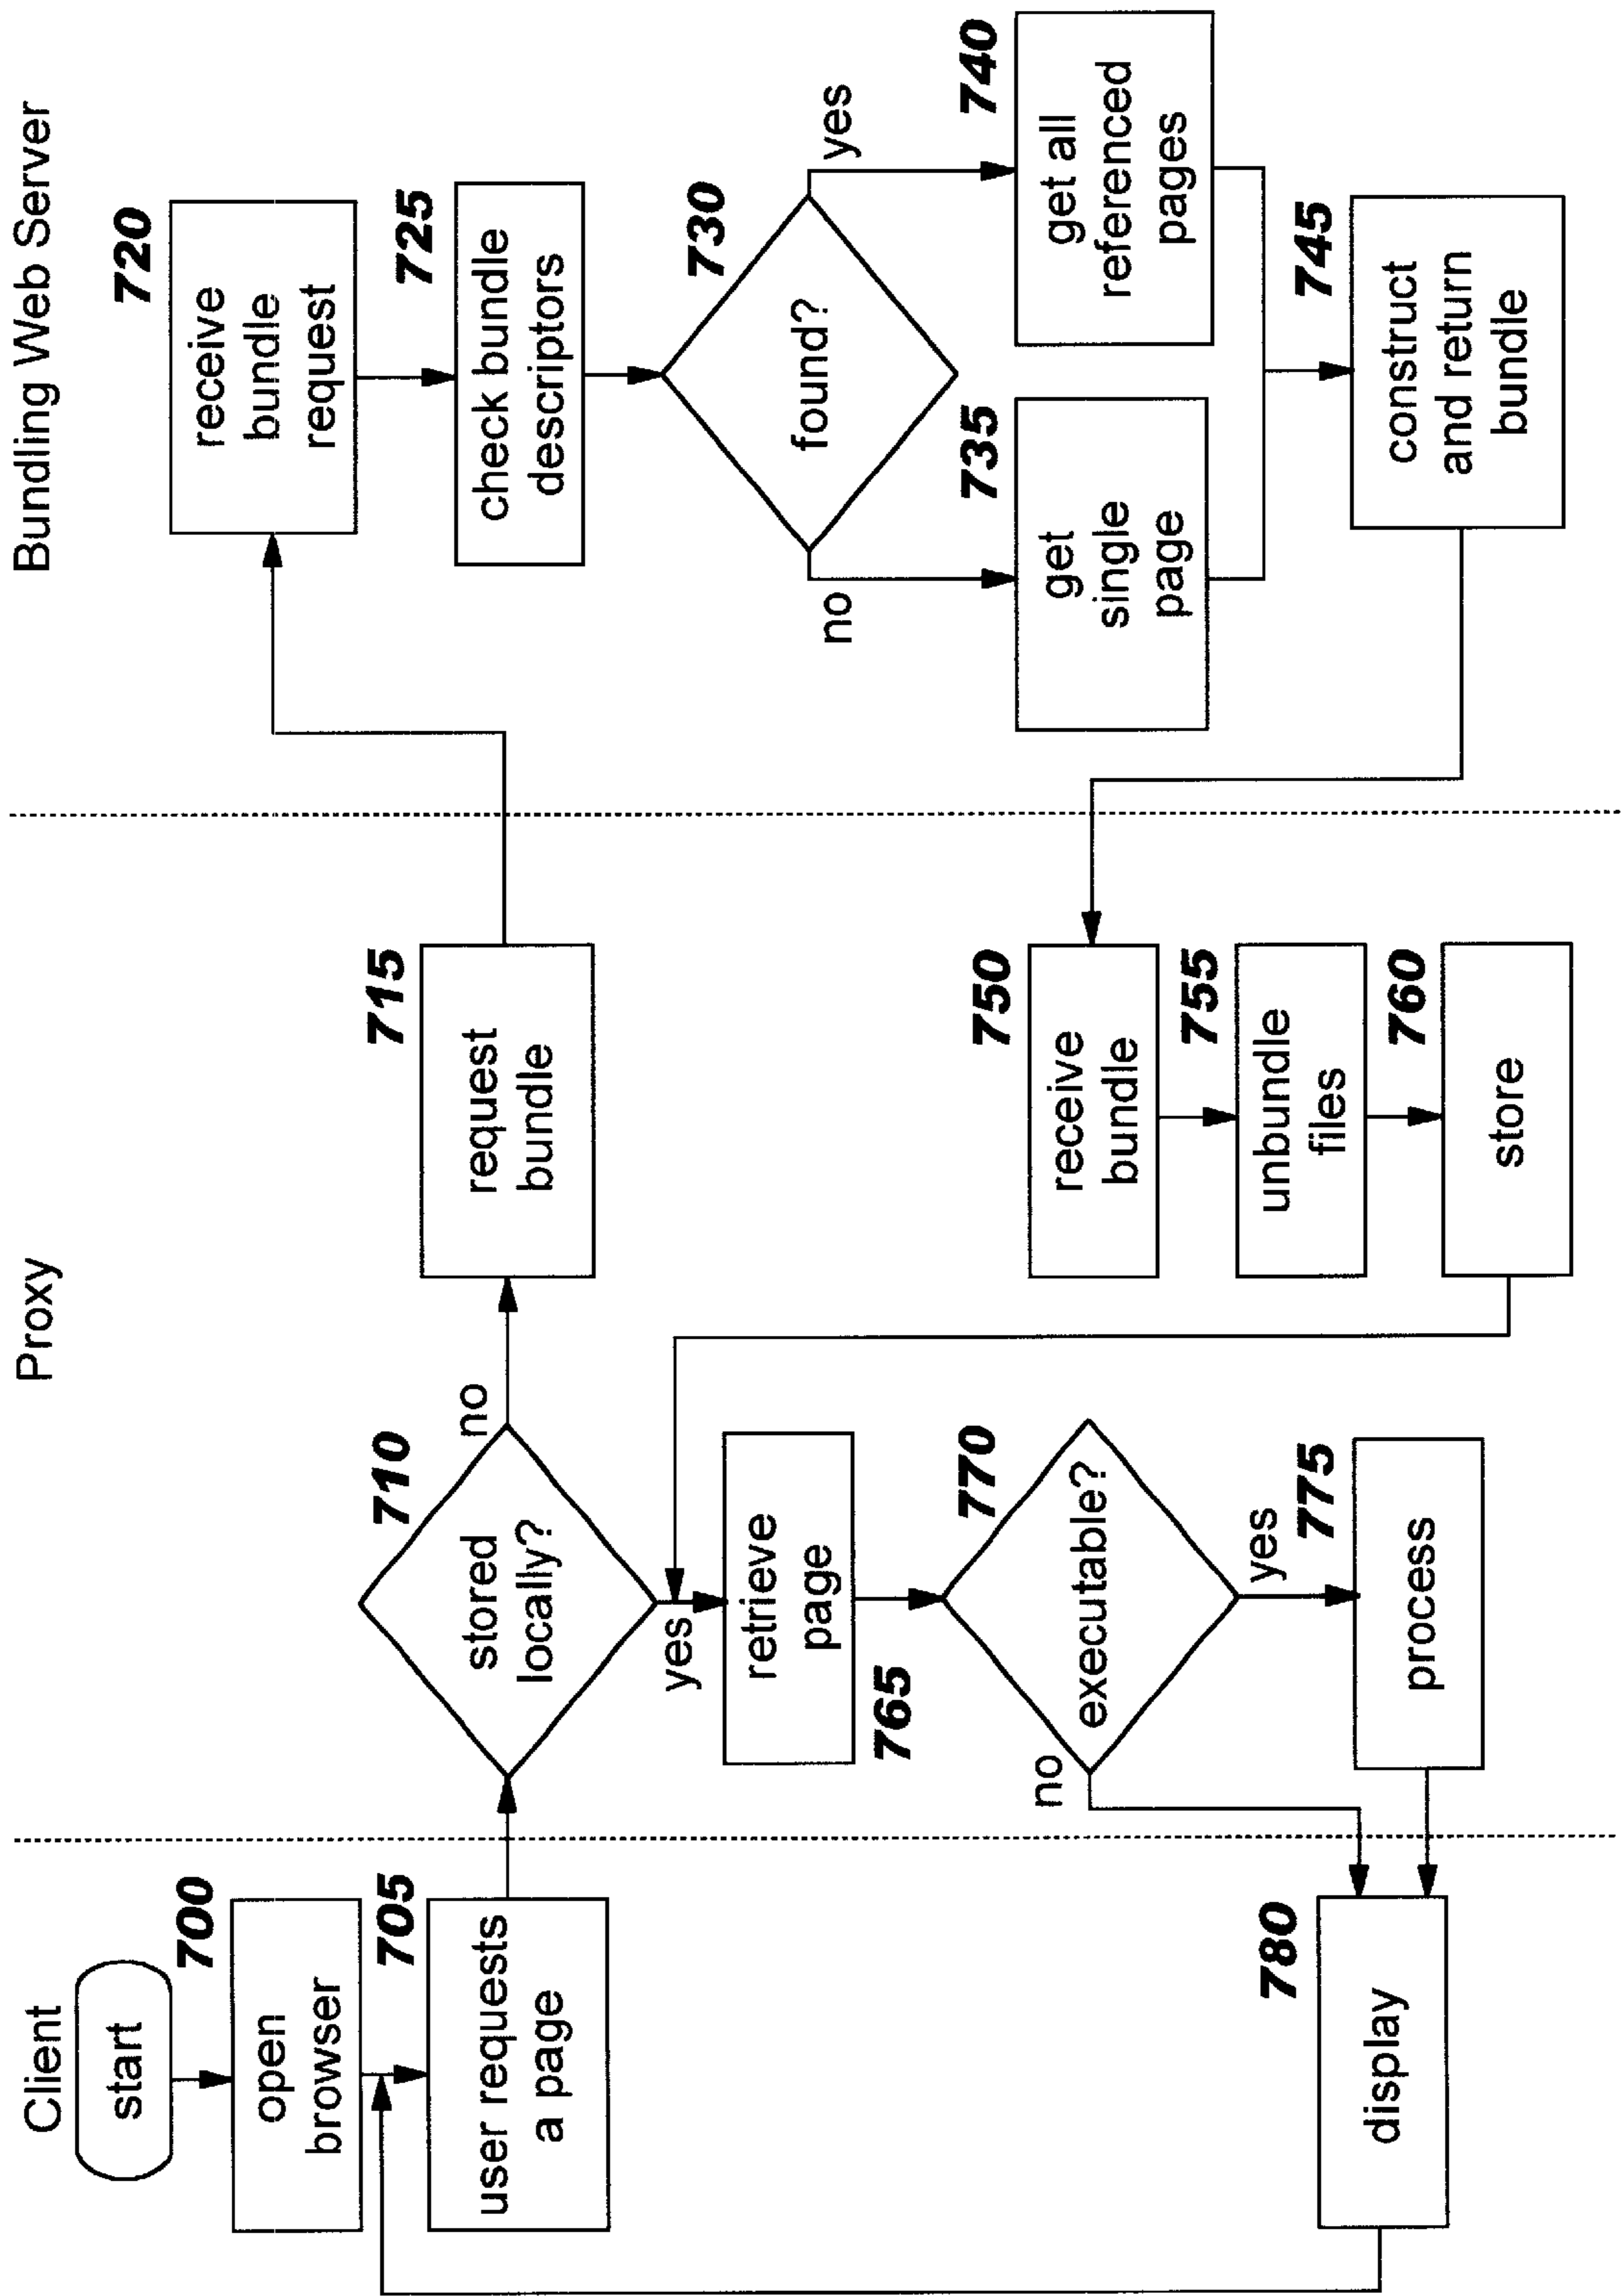 Client
start
700
open
browser
705
user requests
a page
780
display
Proxy
710
stored
locally?
no
yes
715
request
bundle
765
retrieve
page
770
executable?
no
yes
775
process
750
receive
bundle
755
unbundle
files
760
store
Bundling Web Server
720
receive
bundle
request
725
check bundle
descriptors
730
found?
no
yes
735
get
single
page
740
get all
referenced
pages
745
construct
and return
bundle